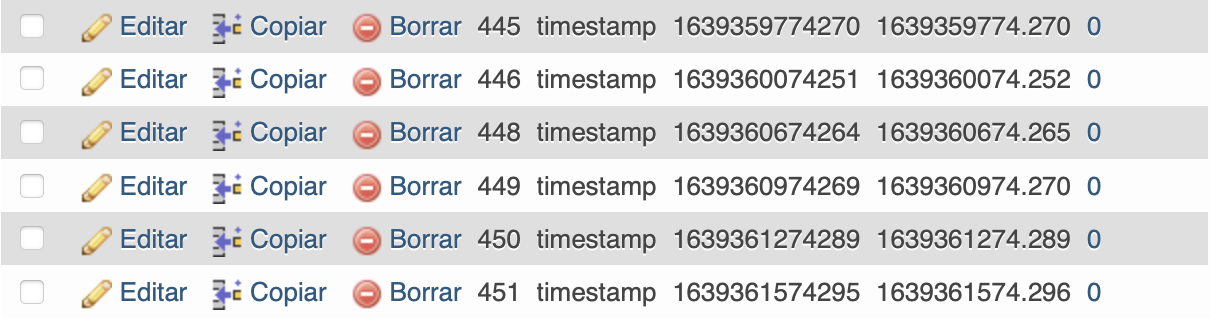 Editar Copiar Borrar 445 timestamp 1639359774270 1639359774.270 0
Editar Copiar Borrar 446 timestamp 1639360074251 1639360074.252 0
Editar Copiar Borrar 448 timestamp 1639360674264 1639360674.265 0
Editar Copiar Borrar 449 timestamp 1639360974269 1639360974.270 0
Editar Copiar Borrar 450 timestamp 1639361274289 1639361274.289 0
Editar Copiar Borrar 451 timestamp 1639361574295 1639361574.296 0